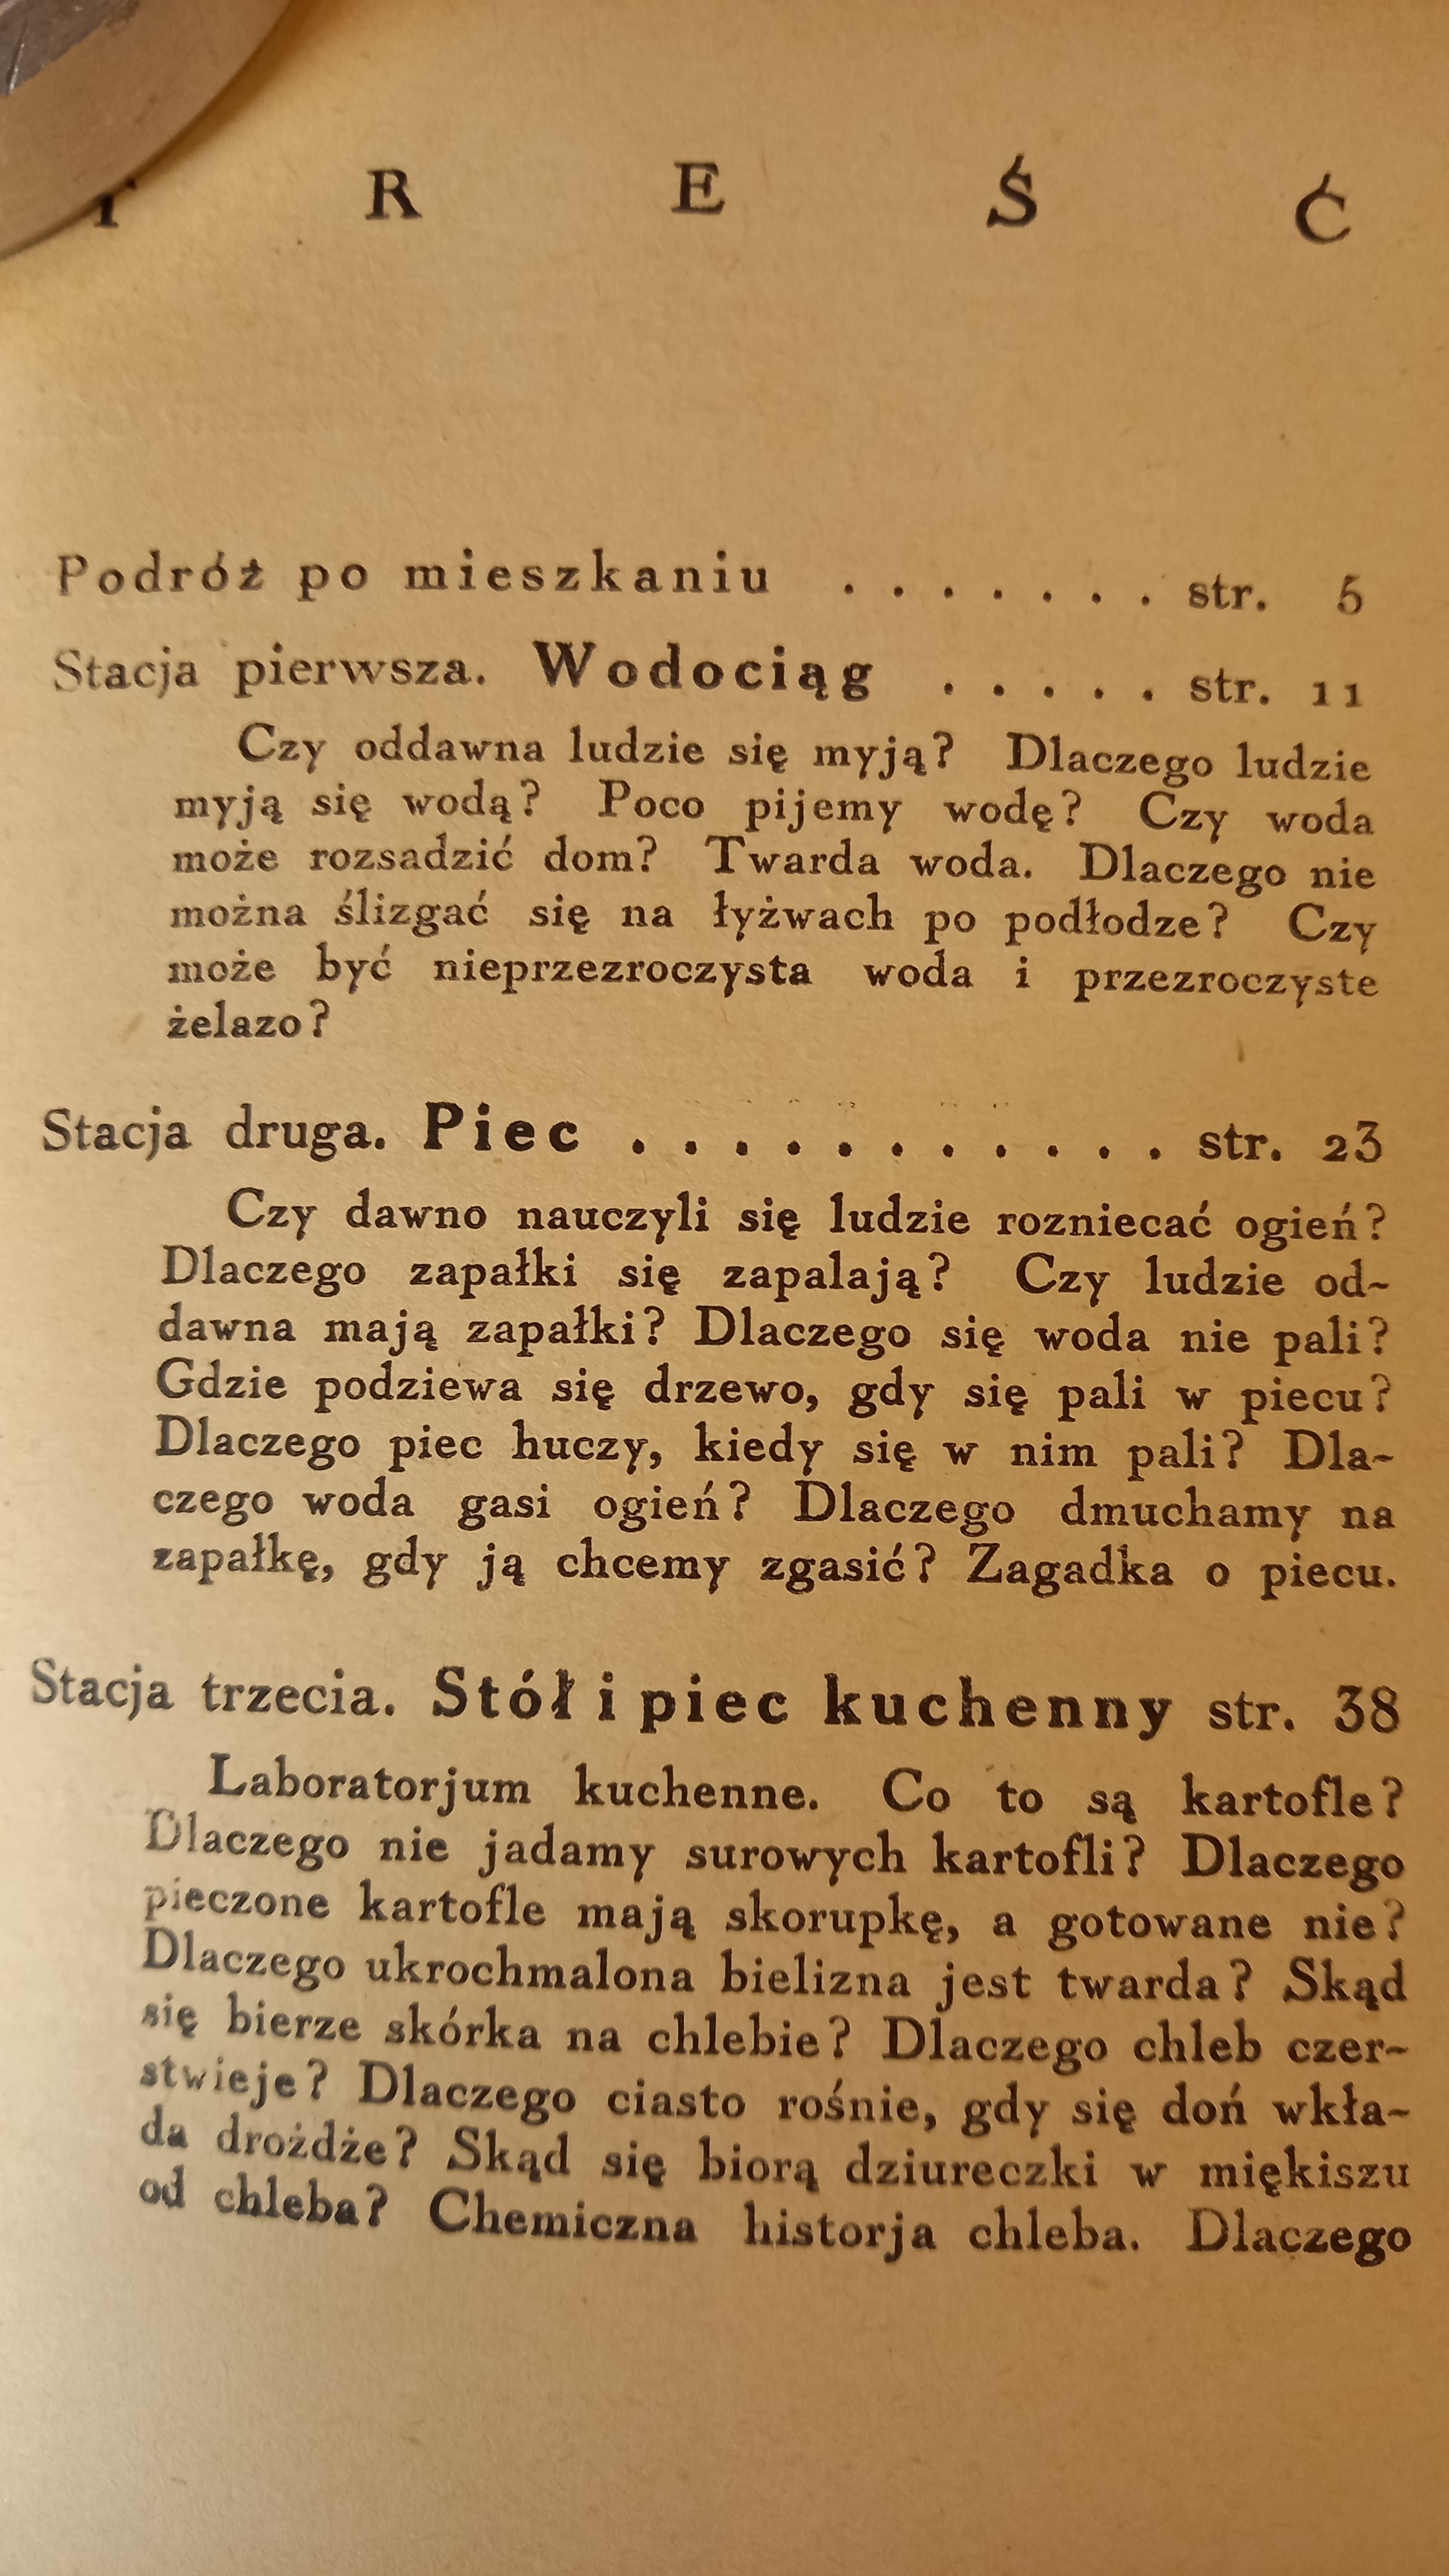 T R E Ś Ć
Podróż po mieszkaniu . . . . . . . str. 5
Stacja pierwsza. Wodociąg . . . . . str. 11
Czy oddawna ludzie się myją? Dlaczego ludzie
myją się wodą? Poco pijemy wodę? Czy woda
może rozsadzić dom? Twarda woda. Dlaczego nie
można ślizgać się na łyżwach po podłodze? Czy
może być nieprzezroczysta woda i przezroczyste
żelazo?
Stacja druga. Piec . . . . . . . . . . . str. 23
Czy dawno nauczyli się ludzie rozniecać ogień?
Dlaczego zapałki się zapalają? Czy ludzie od-
dawna mają zapałki? Dlaczego się woda nie pali?
Gdzie podziewa się drzewo, gdy się pali w piecu?
Dlaczego piec huczy, kiedy się w nim pali? Dla-
czego woda gasi ogień? Dlaczego dmuchamy na
zapałkę, gdy ją chcemy zgasić? Zagadka o piecu.
Stacja trzecia. Stół i piec kuchenny str. 38
Laboratorjum kuchenne. Co to są kartofle?
Dlaczego nie jadamy surowych kartofli? Dlaczego
pieczone kartofle mają skorupkę, a gotowane nie?
Dlaczego ukrochmalona bielizna jest twarda? Skąd
się bierze skórka na chlebie? Dlaczego chleb czer-
stwieje? Dlaczego ciasto rośnie, gdy się doń wkła-
da drożdże? Skąd się biorą dziureczki w miękiszu
od chleba? Chemiczna historja chleba. Dlaczego